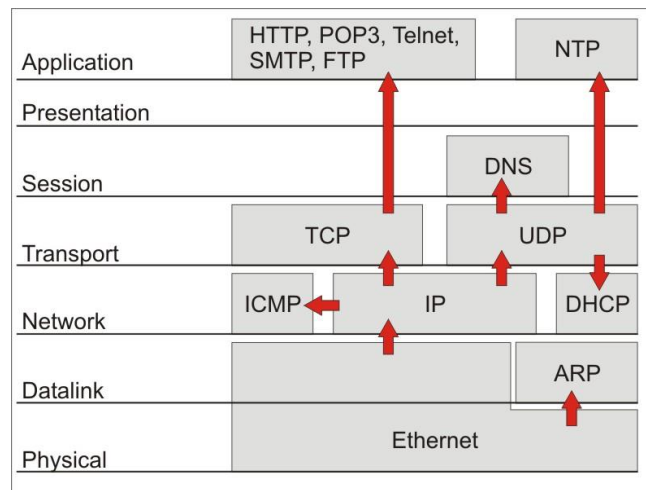 HTTP, POP3, Telnet,
SMTP, FTP
NTP
Application
Presentation
DNS
Session
TCP
UDP
Transport
ICMP
IP
DHCP
Network
ARP
Datalink
Ethernet
Physical